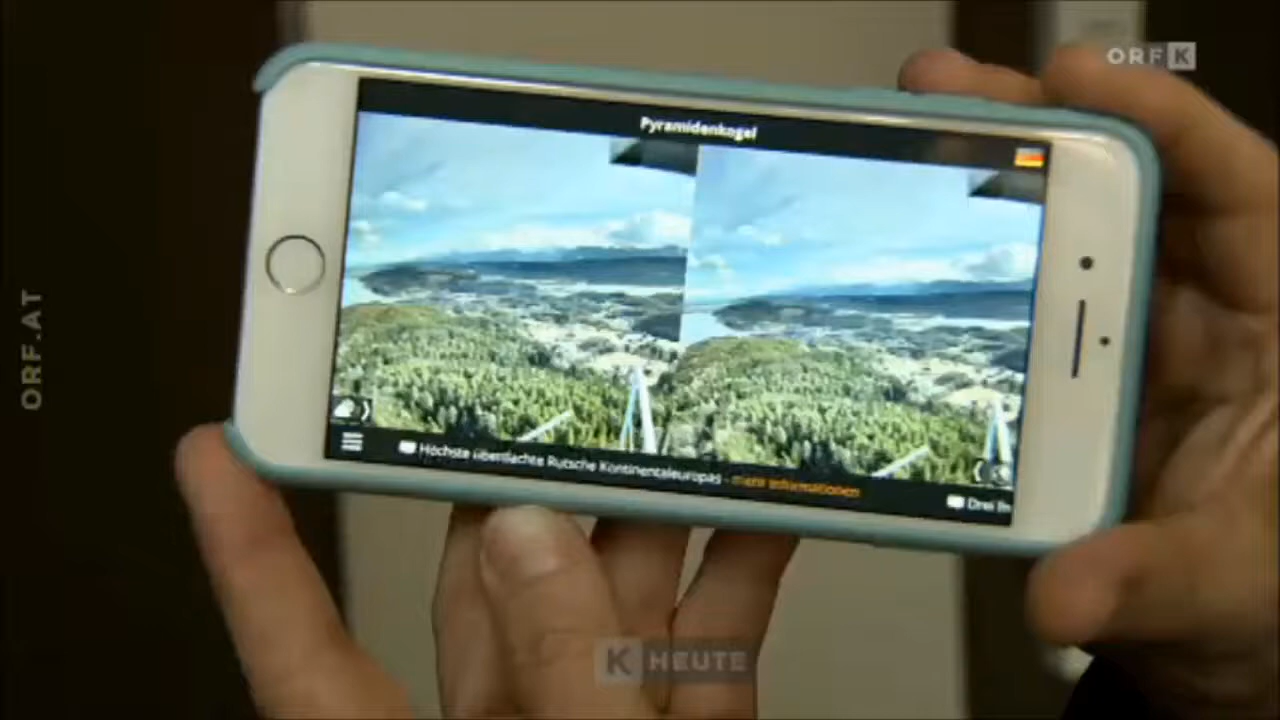 ORF K
Pyramidenkogel
Höchste überdachte Rutsche Kontinentaleuropas - mehr Informationen
Drei
K HEUTE
ORF.AT